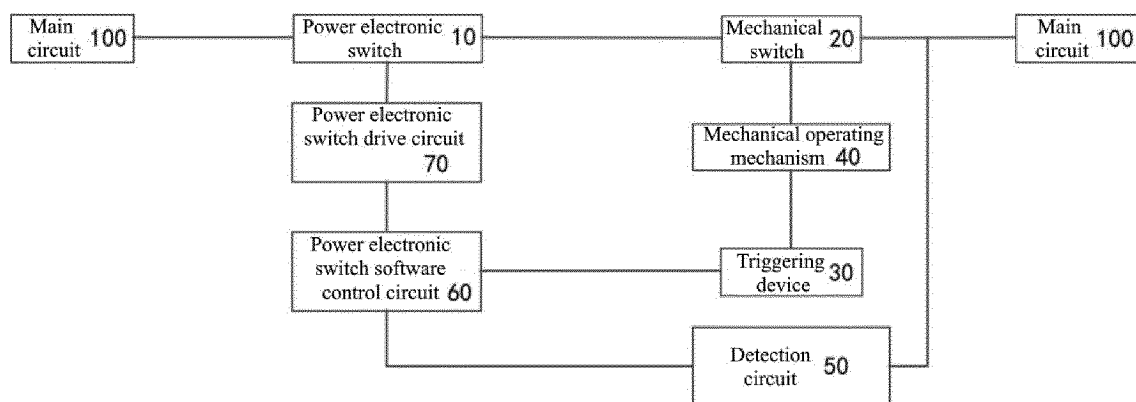 Main
circuit 100
Power electronic
switch 10
Mechanical
switch 20
Main
circuit 100
Power electronic
switch drive circuit
70
Mechanical operating
mechanism 40
Power electronic
switch software
control circuit 60
Triggering
device 30
Detection
circuit 50